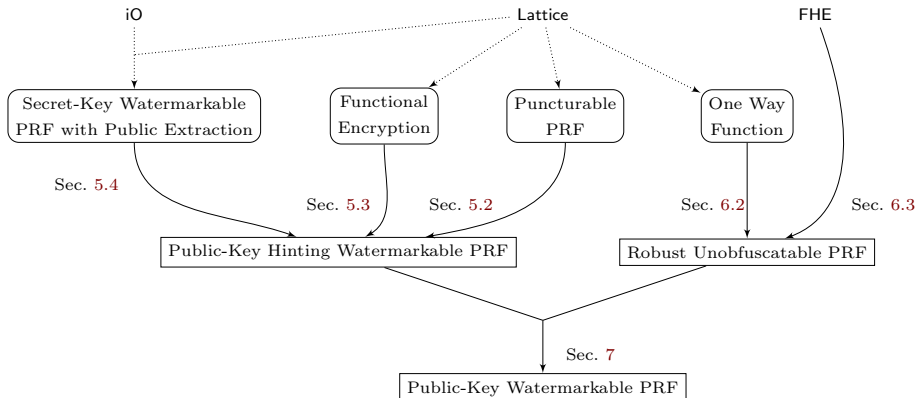 iO
Lattice
FHE
Secret-Key Watermarkable
PRF with Public Extraction
Functional
Encryption
Puncturable
PRF
One Way
Function
Sec. 5.4
Sec. 5.3
Sec. 5.2
Sec. 6.2
Sec. 6.3
Public-Key Hinting Watermarkable PRF
Robust Unobfuscatable PRF
Sec. 7
Public-Key Watermarkable PRF